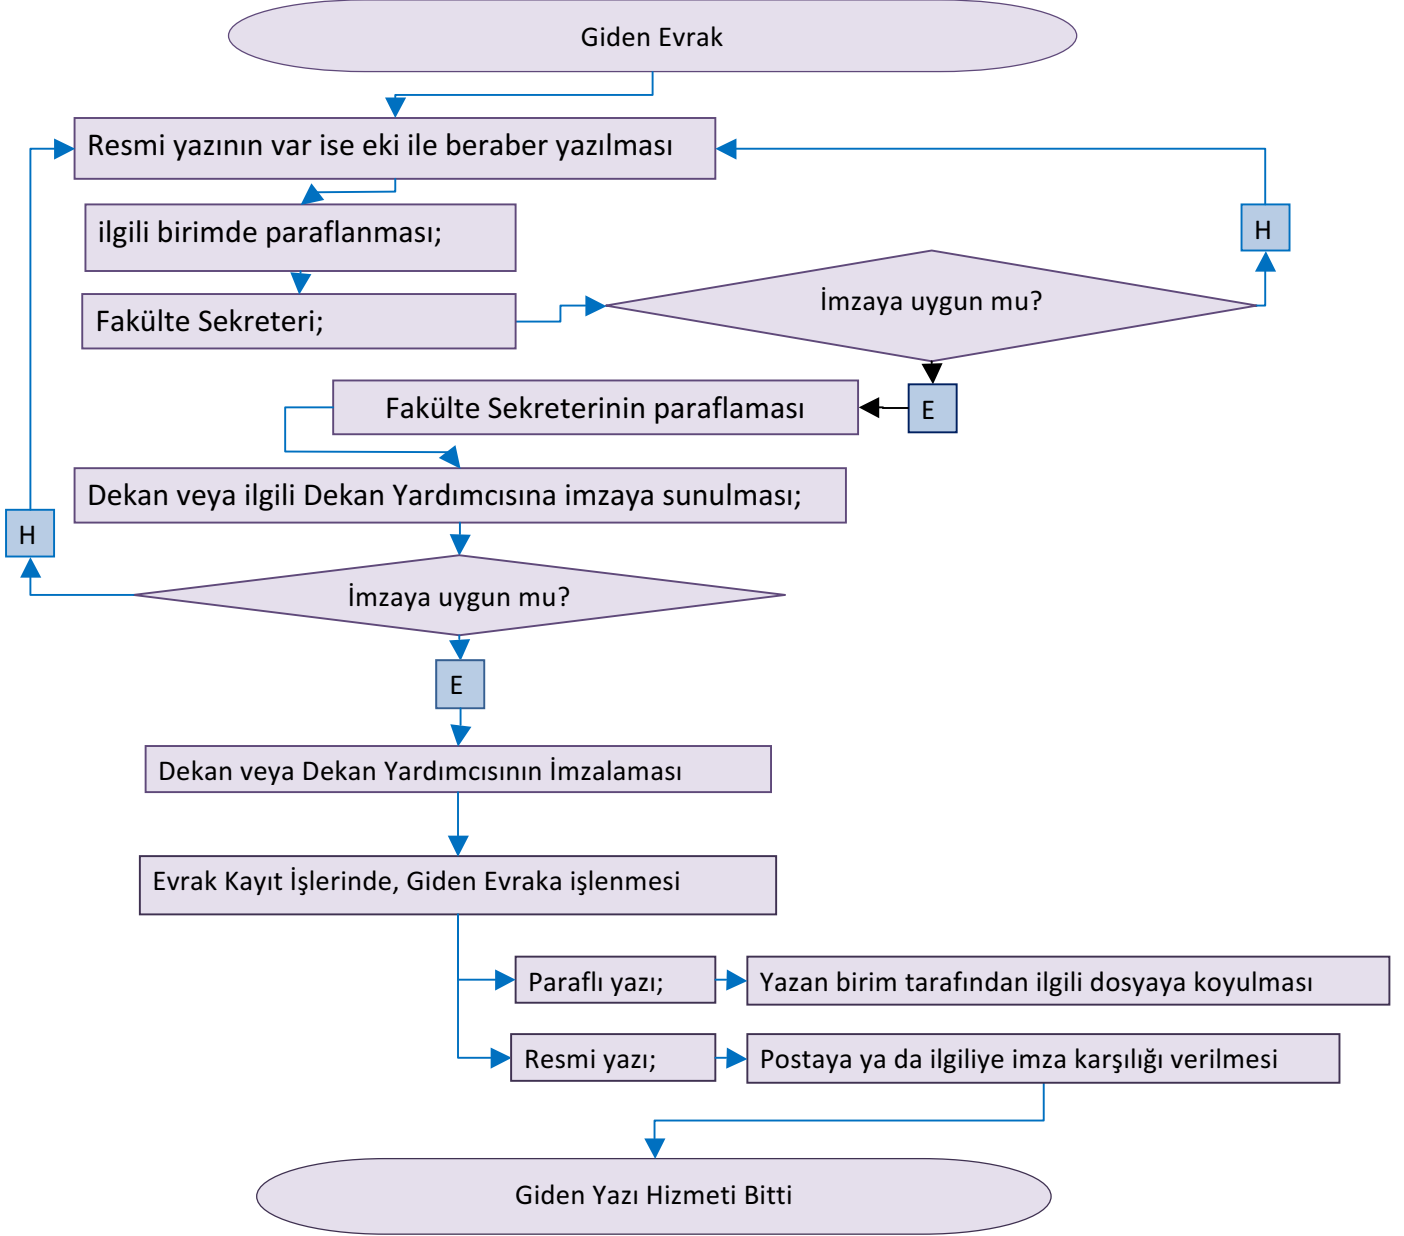 Giden Evrak
Resmi yazının var ise eki ile beraber yazılması
ilgili birimde paraflanması;
H
Fakülte Sekreteri;
İmzaya uygun mu?
Fakülte Sekreterinin paraflaması
E
Dekan veya ilgili Dekan Yardımcısına imzaya sunulması;
H
İmzaya uygun mu?
E
Dekan veya Dekan Yardımcısının İmzalaması
Evrak Kayıt İşlerinde, Giden Evraka işlenmesi
Paraflı yazı;
Yazan birim tarafından ilgili dosyaya koyulması
Resmi yazı;
Postaya ya da ilgiliye imza karşılığı verilmesi
Giden Yazı Hizmeti Bitti